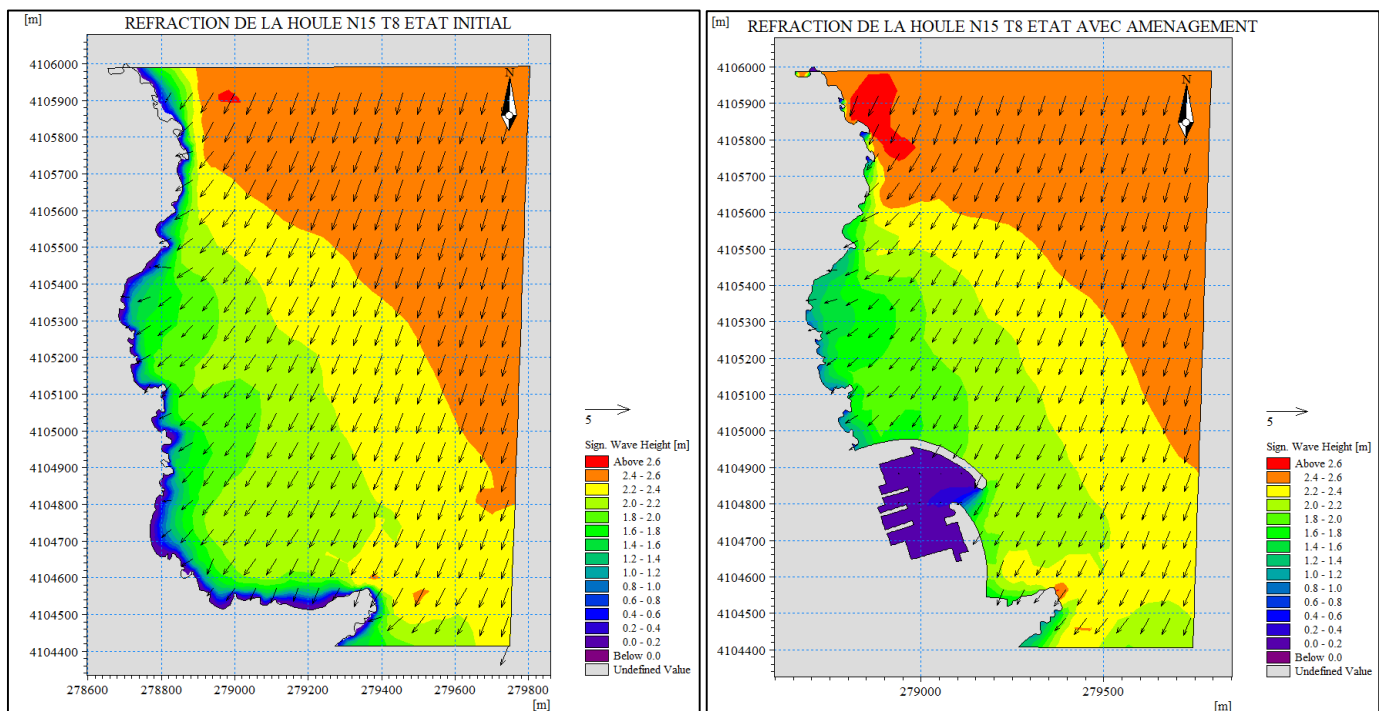 REFRACTION DE LA HOULE N15 T8 ETAT INITIAL
[m]
N
4106000
4105900
4105800
4105700
4105600
4105500
4105400
4105300
4105200
4105100
4105000
4104900
4104800
4104700
4104600
4104500
4104400
278600 278800 279000 279200 279400 279600 279800
[m]
5
Sign. Wave Height [m]
Above 2.6
2.4 - 2.6
2.2 - 2.4
2.0 - 2.2
1.8 - 2.0
1.6 - 1.8
1.4 - 1.6
1.2 - 1.4
1.0 - 1.2
0.8 - 1.0
0.6 - 0.8
0.4 - 0.6
0.2 - 0.4
0.0 - 0.2
Below 0.0
Undefined Value
REFRACTION DE LA HOULE N15 T8 ETAT AVEC AMENAGEMENT
[m]
N
4106000
4105900
4105800
4105700
4105600
4105500
4105400
4105300
4105200
4105100
4105000
4104900
4104800
4104700
4104600
4104500
4104400
279000 279500
[m]
5
Sign. Wave Height [m]
Above 2.6
2.4 - 2.6
2.2 - 2.4
2.0 - 2.2
1.8 - 2.0
1.6 - 1.8
1.4 - 1.6
1.2 - 1.4
1.0 - 1.2
0.8 - 1.0
0.6 - 0.8
0.4 - 0.6
0.2 - 0.4
0.0 - 0.2
Below 0.0
Undefined Value